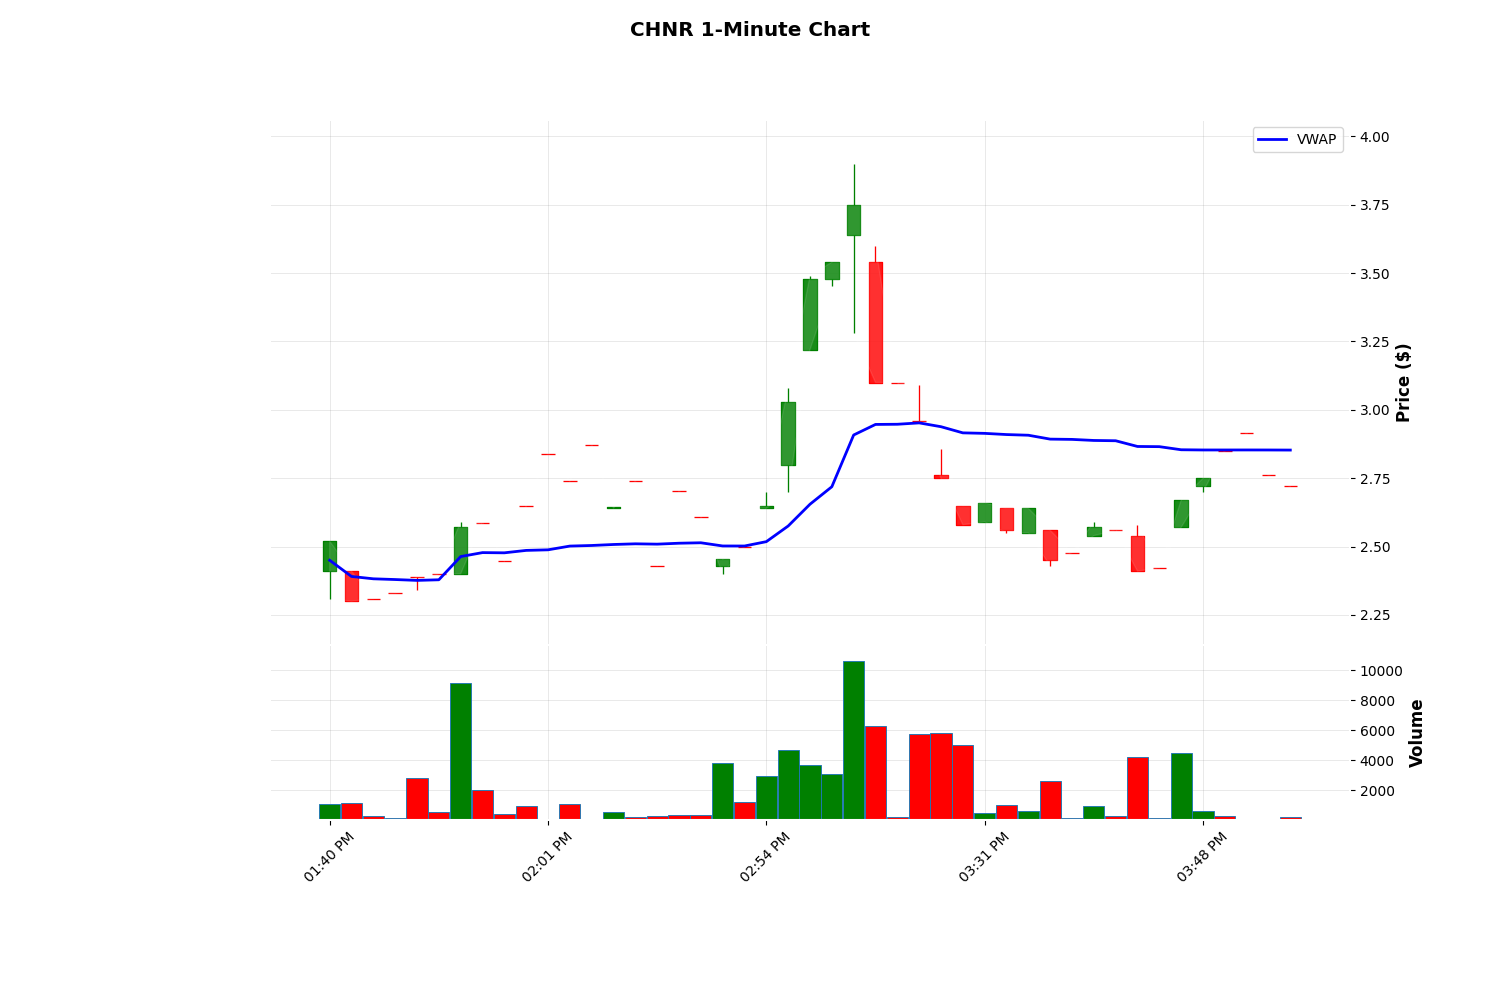 CHNR 1-Minute Chart
VWAP
4.00
3.75
3.50
3.25
3.00
2.75
2.50
2.25
Price ($)
10000
8000
6000
4000
2000
Volume
01:40 PM
02:01 PM
02:54 PM
03:31 PM
03:48 PM